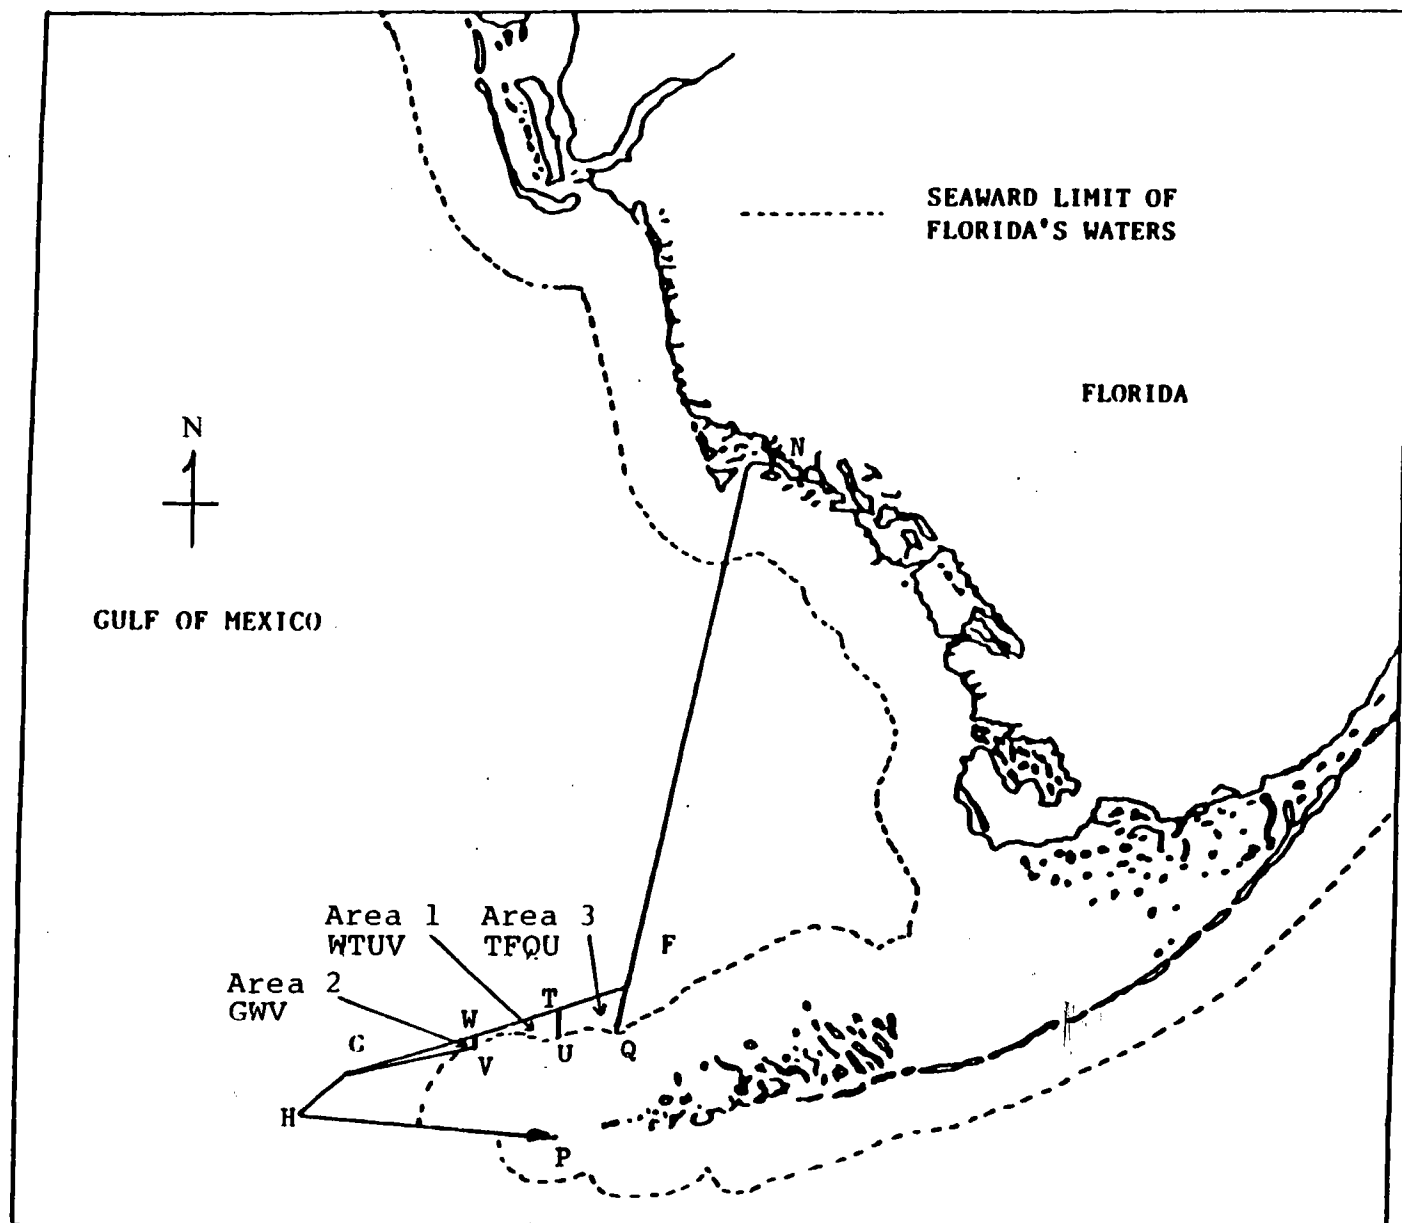 SEAWARD LIMIT OF
FLORIDA'S WATERS
FLORIDA
N
N
GULF OF MEXICO
Area 1
WTUV
Area 3
TFQU
F
Area 2
GWV
T
W
G
V
U
Q
H
P